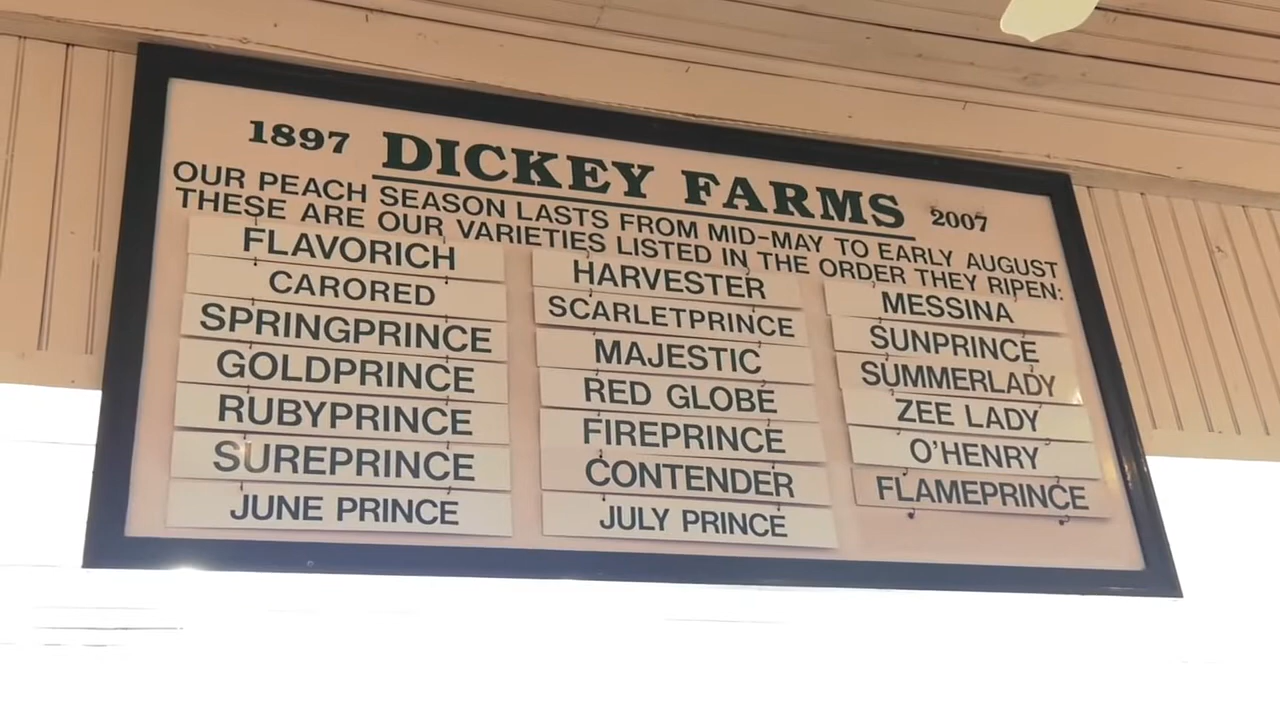 1897 DICKEY FARMS 2007
OUR PEACH SEASON LASTS FROM MID-MAY TO EARLY AUGUST
THESE ARE OUR VARIETIES LISTED IN THE ORDER THEY RIPEN:
FLAVORICH
CARORED
SPRINGPRINCE
GOLDPRINCE
RUBYPRINCE
SUREPRINCE
JUNE PRINCE
HARVESTER
SCARLETPRINCE
MAJESTIC
RED GLOBE
FIREPRINCE
CONTENDER
JULY PRINCE
MESSINA
SUNPRINCE
SUMMERLADY
ZEE LADY
O'HENRY
FLAMEPRINCE